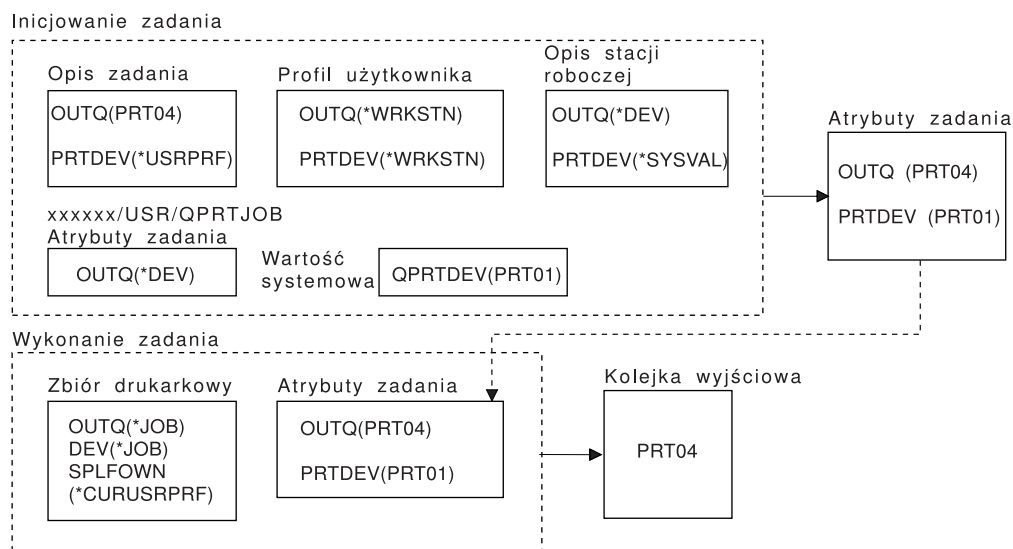 Inicjowanie zadania
Opis zadania
OUTQ(PRT04)
PRTDEV(*USRPRF)
Profil użytkownika
OUTQ(*WRKSTN)
PRTDEV(*WRKSTN)
Opis stacji
roboczej
OUTQ(*DEV)
PRTDEV(*SYSVAL)
Atrybuty zadania
OUTQ (PRT04)
PRTDEV (PRT01)
xxxxxx/USR/QPRTJOB
Atrybuty zadania
OUTQ(*DEV)
Wartość
systemowa
QPRTDEV(PRT01)
Wykonanie zadania
Zbiór drukarkowy
OUTQ(*JOB)
DEV(*JOB)
SPLFOWN
(*CURUSRPRF)
Atrybuty zadania
OUTQ(PRT04)
PRTDEV(PRT01)
Kolejka wyjściowa
PRT04